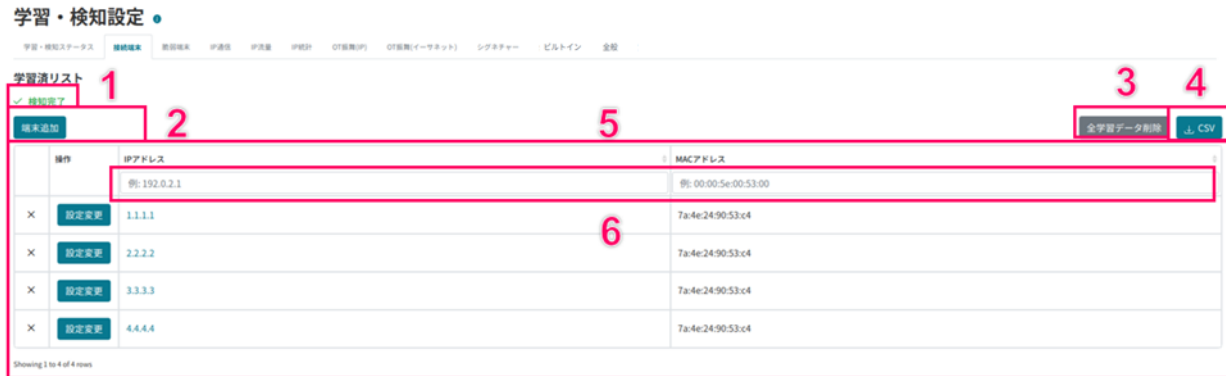 学習・検知設定
学習・検知ステータス 接続端末 脆弱端末 IP通信 IP流量 IP統計 OT振舞(IP) OT振舞(イーサネット) シグネチャー ビルトイン 全般
学習済リスト
1
✓ 検知完了
2
3
4
端末追加
5
全学習データ削除
CSV
操作 IPアドレス MACアドレス
例: 192.0.2.1 例: 00:00:5e:00:53:00
× 設定変更 1.1.1.1 7a:4e:24:90:53:c4
6
× 設定変更 2.2.2.2 7a:4e:24:90:53:c4
× 設定変更 3.3.3.3 7a:4e:24:90:53:c4
× 設定変更 4.4.4.4 7a:4e:24:90:53:c4
Showing 1 to 4 of 4 rows